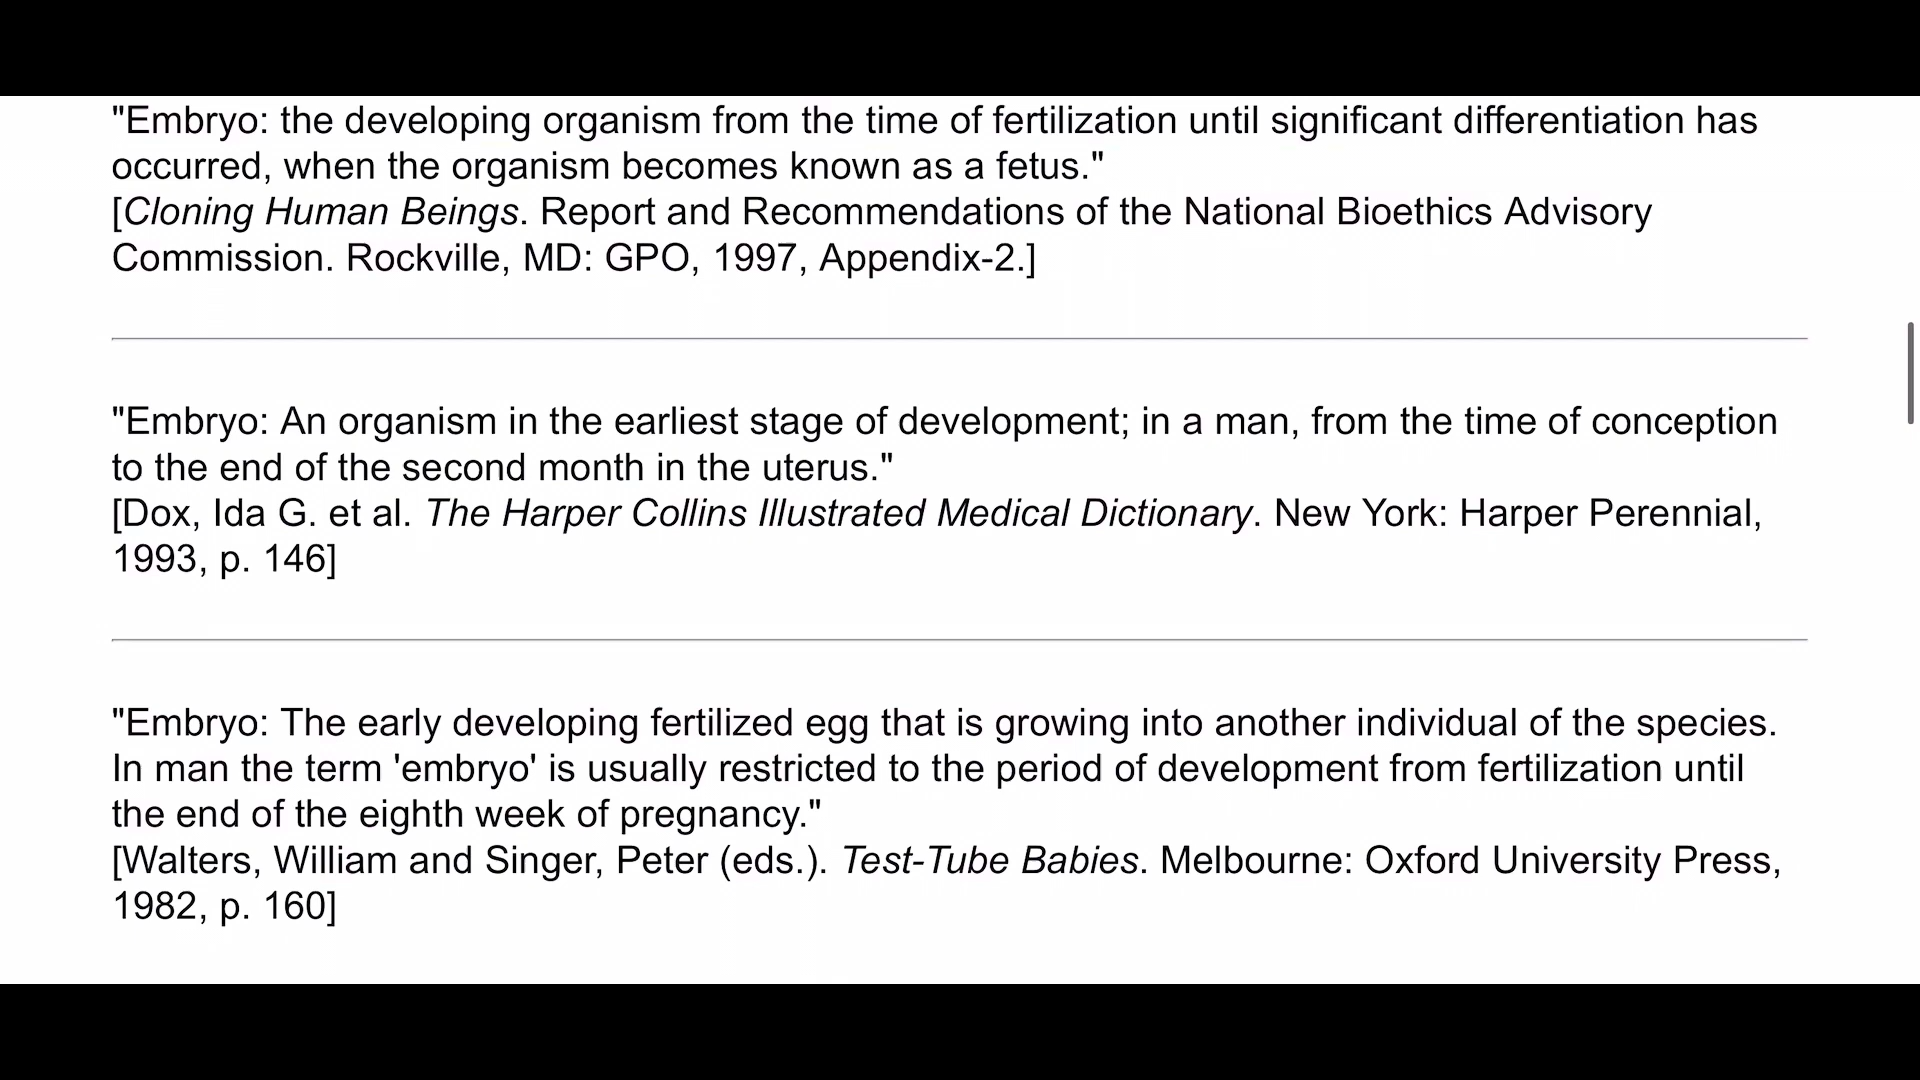 "Embryo: the developing organism from the time of fertilization until significant differentiation has
occurred, when the organism becomes known as a fetus."
[Cloning Human Beings. Report and Recommendations of the National Bioethics Advisory
Commission. Rockville, MD: GPO, 1997, Appendix-2.]
"Embryo: An organism in the earliest stage of development; in a man, from the time of conception
to the end of the second month in the uterus."
[Dox, Ida G. et al. The Harper Collins Illustrated Medical Dictionary. New York: Harper Perennial,
1993, p. 146]
"Embryo: The early developing fertilized egg that is growing into another individual of the species.
In man the term 'embryo' is usually restricted to the period of development from fertilization until
the end of the eighth week of pregnancy."
[Walters, William and Singer, Peter (eds.). Test-Tube Babies. Melbourne: Oxford University Press,
1982, p. 160]